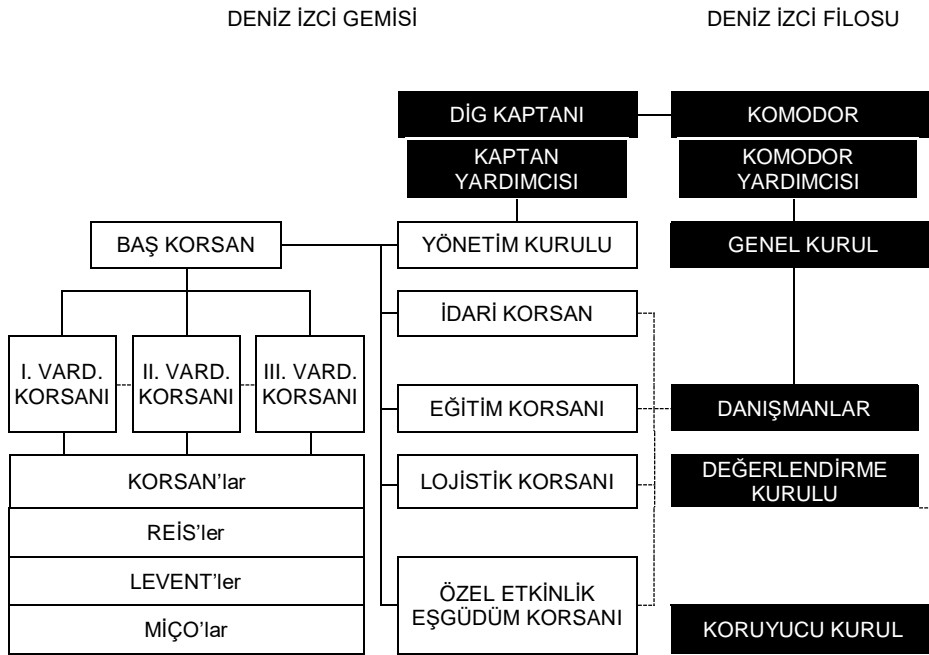 DENİZ İZCİ GEMİSİ
DENİZ İZCİ FİLOSU
DİG KAPTANI
KOMODOR
KAPTAN
YARDIMCISI
KOMODOR
YARDIMCISI
BAŞ KORSAN
YÖNETİM KURULU
GENEL KURUL
İDARİ KORSAN
I. VARD.
KORSANI
II. VARD.
KORSANI
III. VARD.
KORSANI
EĞİTİM KORSANI
DANIŞMANLAR
KORSAN’lar
LOJİSTİK KORSANI
DEĞERLENDİRME
KURULU
REİS’ler
LEVENT’ler
MİÇO’lar
ÖZEL ETKİNLİK
EŞGÜDÜM KORSANI
KORUYUCU KURUL